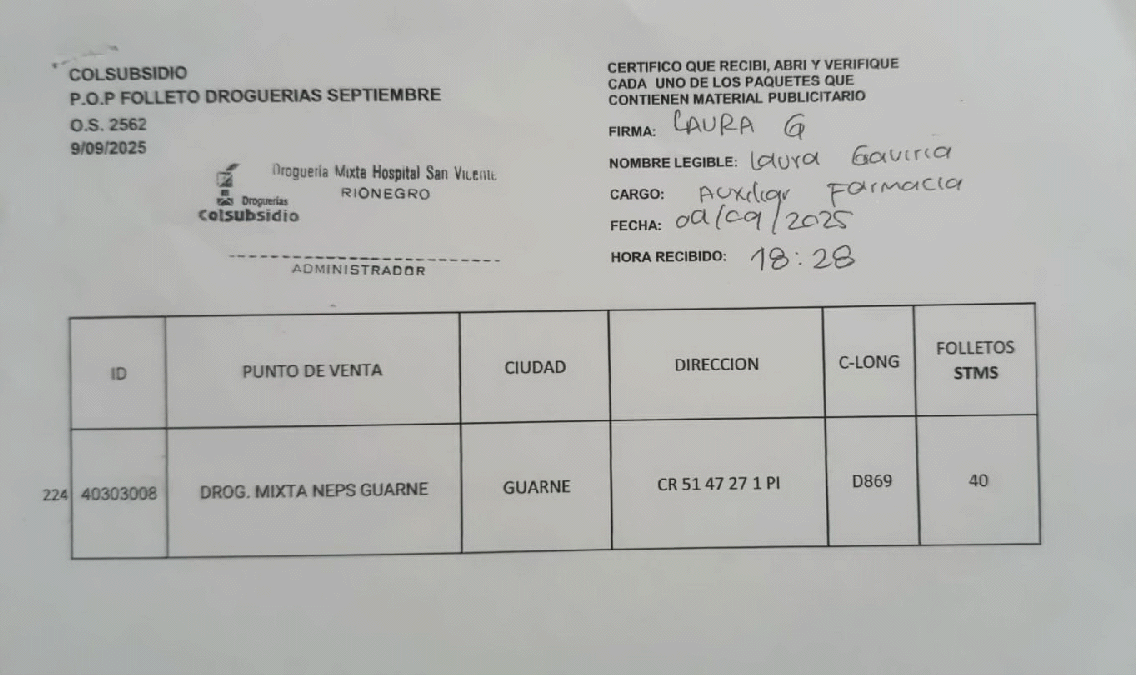 COLSUBSIDIO
P.O.P FOLLETO DROGUERIAS SEPTIEMBRE
O.S. 2562
9/09/2025
Droguería Mixta Hospital San Vicente
RIONEGRO
Droguerías
Colsubsidio
ADMINISTRADOR
CERTIFICO QUE RECIBI, ABRI Y VERIFIQUE
CADA UNO DE LOS PAQUETES QUE
CONTIENEN MATERIAL PUBLICITARIO
FIRMA: LAURA G
NOMBRE LEGIBLE: Laura Gaviria
CARGO: Auxiliar Farmacia
FECHA: 09/09/2025
HORA RECIBIDO: 18:28
ID PUNTO DE VENTA CIUDAD DIRECCION C-LONG FOLLETOS STMS
224 40303008 DROG. MIXTA NEPS GUARNE GUARNE CR 51 47 27 1 PI D869 40